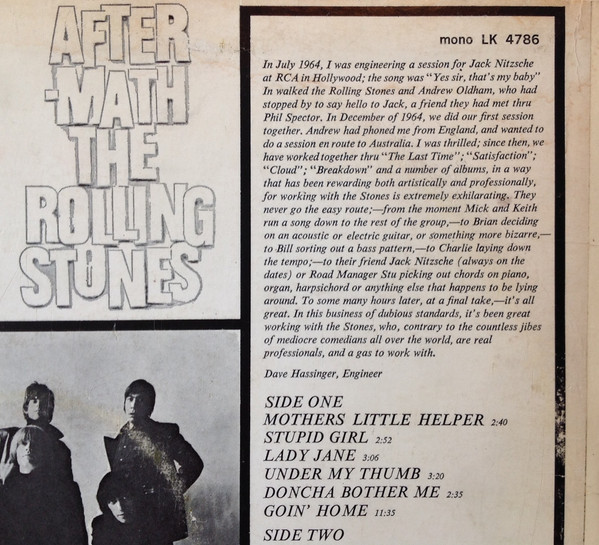 AFTER
-MATH
THE
ROLLING
STONES
mono LK 4786
In July 1964, I was engineering a session for Jack Nitzsche
at RCA in Hollywood; the song was "Yes sir, that's my baby"
In walked the Rolling Stones and Andrew Oldham, who had
stopped by to say hello to Jack, a friend they had met thru
Phil Spector. In December of 1964, we did our first session
together. Andrew had phoned me from England, and wanted to
do a session en route to Australia. I was thrilled; since then, we
have worked together thru "The Last Time"; "Satisfaction";
"Cloud"; "Breakdown" and a number of albums, in a way
that has been rewarding both artistically and professionally,
for working with the Stones is extremely exhilarating. They
never go the easy route;—from the moment Mick and Keith
run a song down to the rest of the group,—to Brian deciding
on an acoustic or electric guitar, or something more bizarre,—
to Bill sorting out a bass pattern,—to Charlie laying down
the tempo;—to their friend Jack Nitzsche (always on the
dates) or Road Manager Stu picking out chords on piano,
organ, harpsichord or anything else that happens to be lying
around. To some many hours later, at a final take,—it's all
great. In this business of dubious standards, it's been great
working with the Stones, who, contrary to the countless jibes
of mediocre comedians all over the world, are real
professionals, and a gas to work with.
Dave Hassinger, Engineer
SIDE ONE
MOTHERS LITTLE HELPER 2:40
STUPID GIRL 2:52
LADY JANE 3:06
UNDER MY THUMB 3:20
DONCHA BOTHER ME 2:35
GOIN' HOME 11:35
SIDE TWO